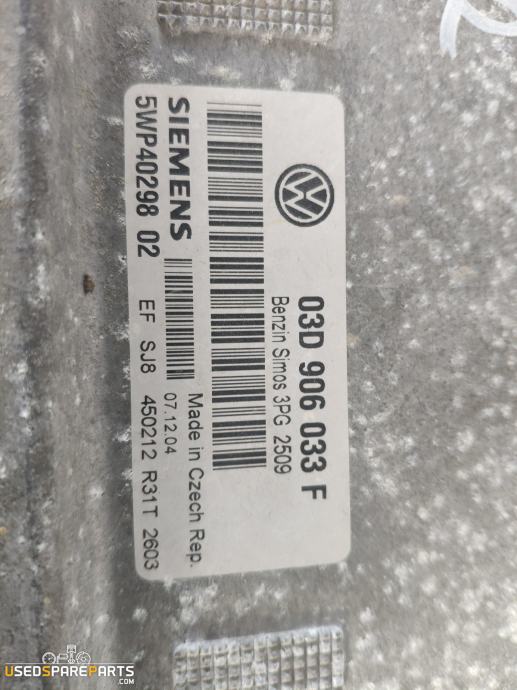 VW
03D 906 033 F
Benzin Simos 3PG 2509
SIEMENS
5WP40298 02
Made in Czech Rep.
07.12.04
EF SJ8 450212 R31T 2603
USEDSPAREPARTS
.COM